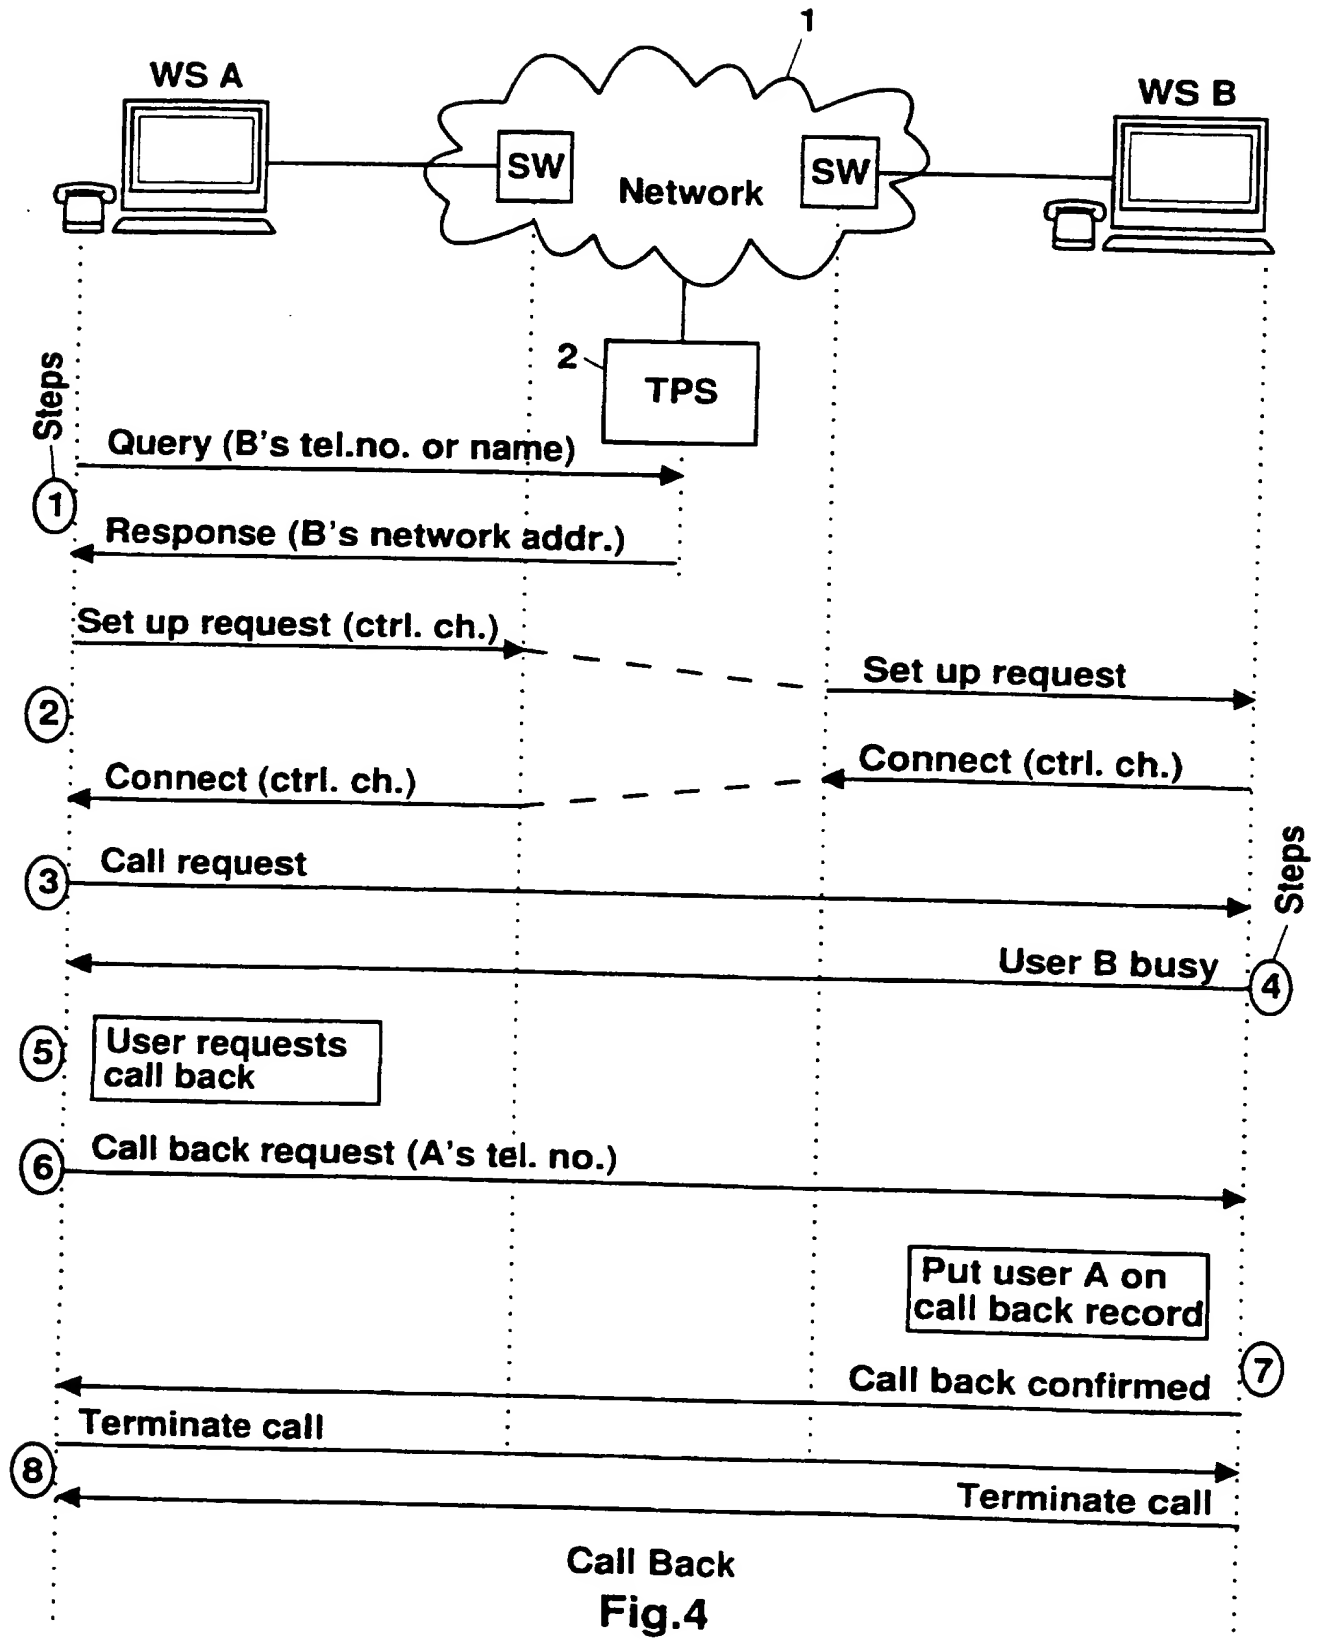 1
WS A
WS B
SW
Network
SW
2
TPS
Steps
Query (B's tel.no. or name)
1
Response (B's network addr.)
Set up request (ctrl. ch.)
Set up request
2
Connect (ctrl. ch.)
Connect (ctrl. ch.)
Steps
Call request
3
User B busy
4
5
User requests
call back
Call back request (A's tel. no.)
6
Put user A on
call back record
7
Call back confirmed
Terminate call
8
Terminate call
Call Back
Fig.4